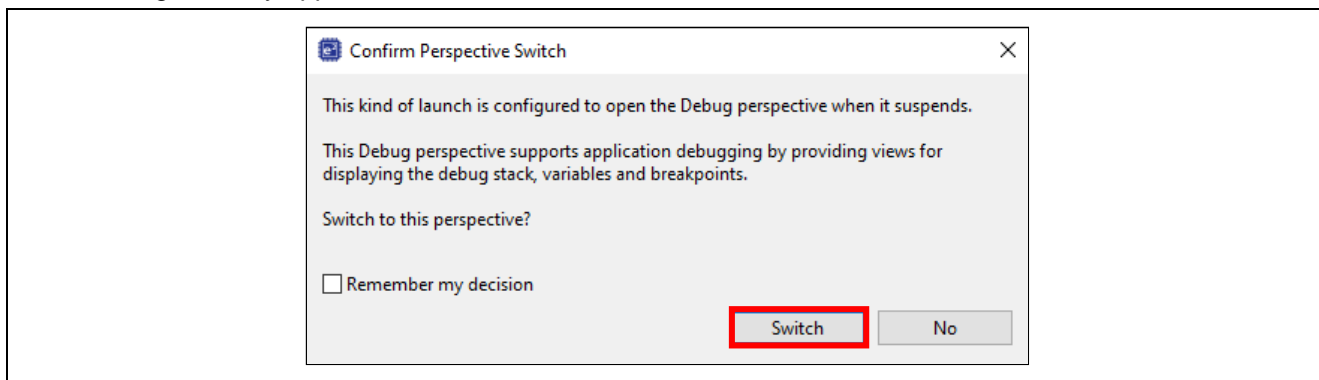 Confirm Perspective Switch
This kind of launch is configured to open the Debug perspective when it suspends.
This Debug perspective supports application debugging by providing views for
displaying the debug stack, variables and breakpoints.
Switch to this perspective?
Remember my decision
Switch No